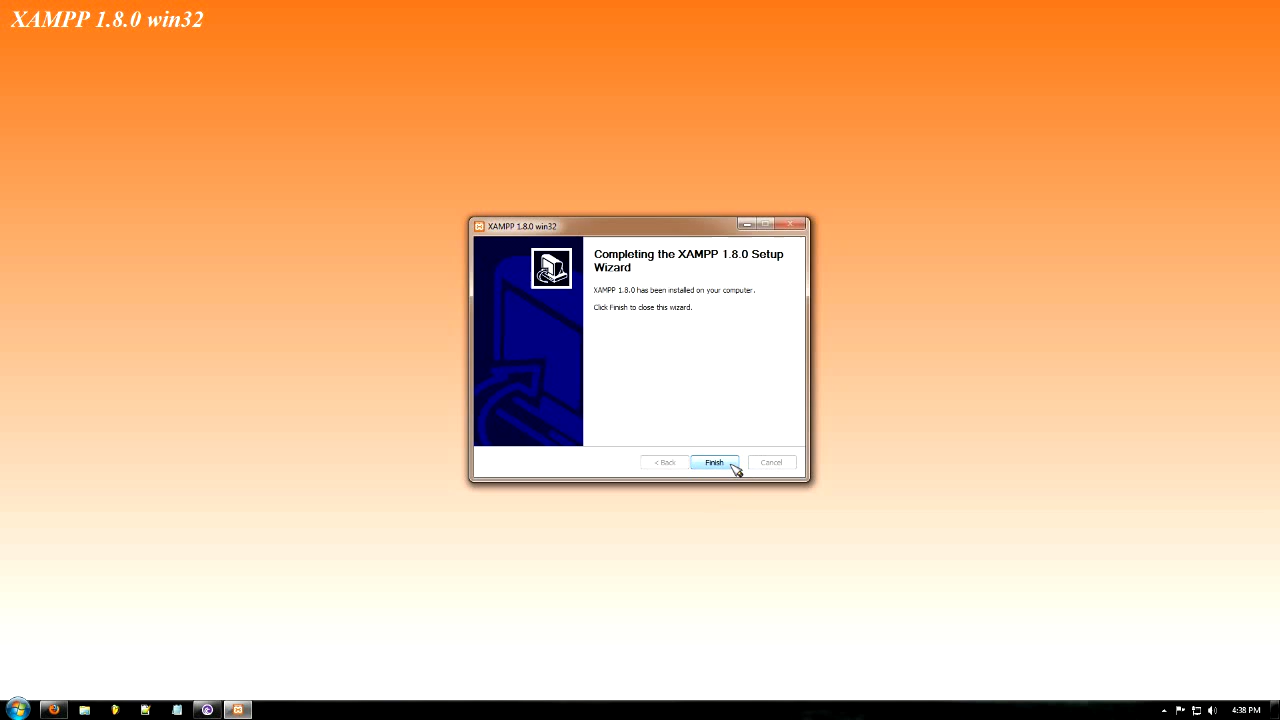 XAMPP 1.8.0 win32
XAMPP 1.8.0 win32
Completing the XAMPP 1.8.0 Setup
Wizard
XAMPP 1.8.0 has been installed on your computer.
Click Finish to close this wizard.
< Back Finish Cancel
4:38 PM